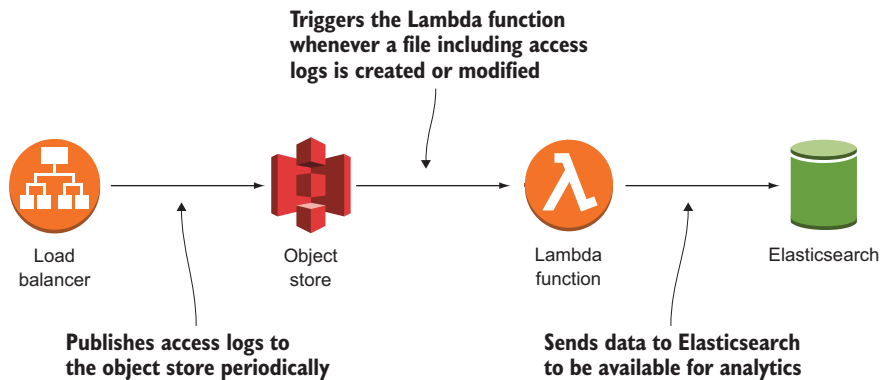 Triggers the Lambda function
whenever a file including access
logs is created or modified
Load
balancer
Object
store
Lambda
function
Elasticsearch
Publishes access logs to
the object store periodically
Sends data to Elasticsearch
to be available for analytics